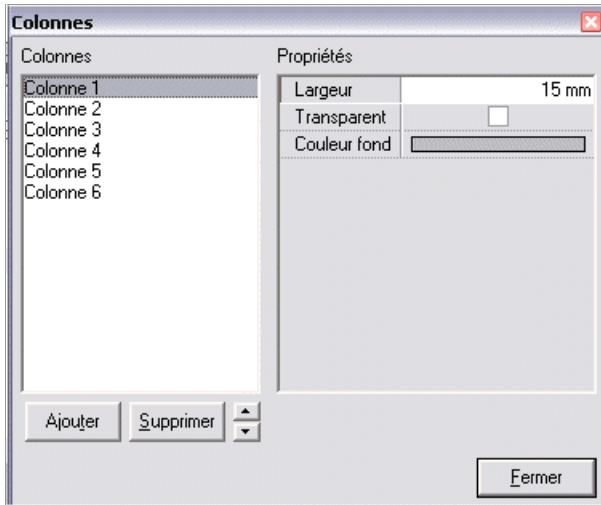 Colonnes
Colonnes
Propriétés
Colonne 1
Colonne 2
Colonne 3
Colonne 4
Colonne 5
Colonne 6
Largeur 15 mm
Transparent
Couleur fond
Ajouter Supprimer
Fermer